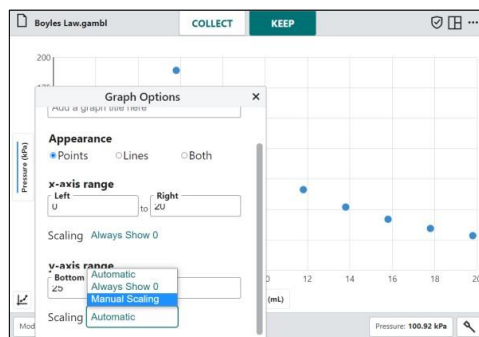 Boyles Law.gambl
COLLECT
KEEP
200
Graph Options
Add a graph title here
Appearance
Points
Lines
Both
x-axis range
Left
0
to
Right
20
Scaling Always Show 0
y-axis range
Bottom
25
Automatic
Always Show 0
Manual Scaling
Scaling Automatic
Pressure (kPa)
0 12 14 16 18 20
(mL)
Mod
Pressure: 100.92 kPa